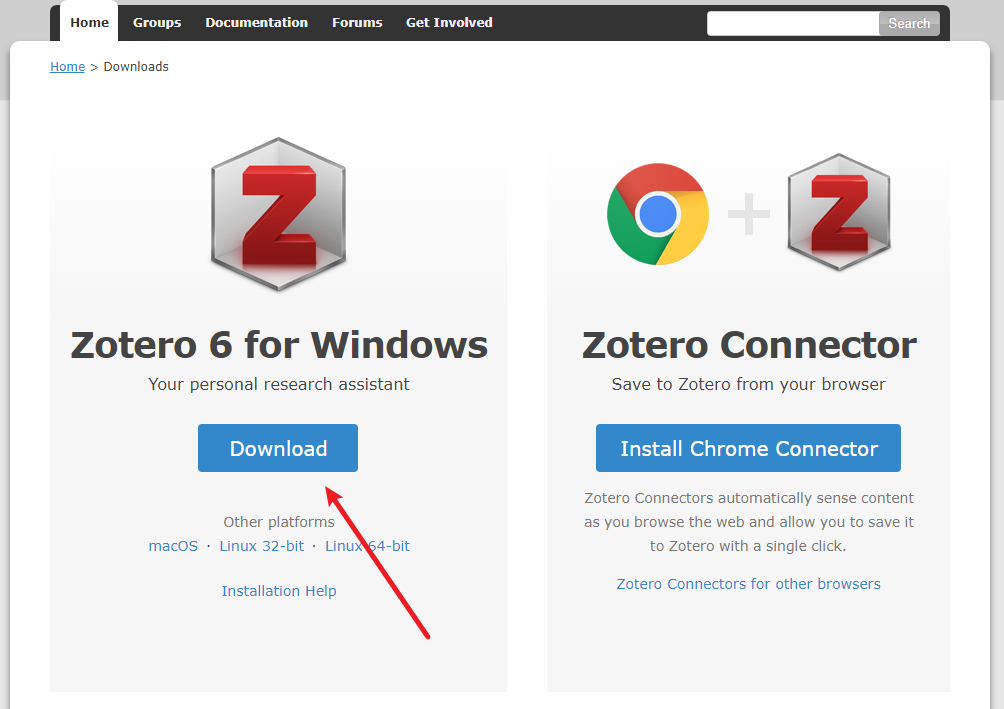 Home Groups Documentation Forums Get Involved Search
Home > Downloads
Zotero 6 for Windows
Your personal research assistant
Download
Other platforms
macOS · Linux 32-bit · Linux 64-bit
Installation Help
Zotero Connector
Save to Zotero from your browser
Install Chrome Connector
Zotero Connectors automatically sense content
as you browse the web and allow you to save it
to Zotero with a single click.
Zotero Connectors for other browsers